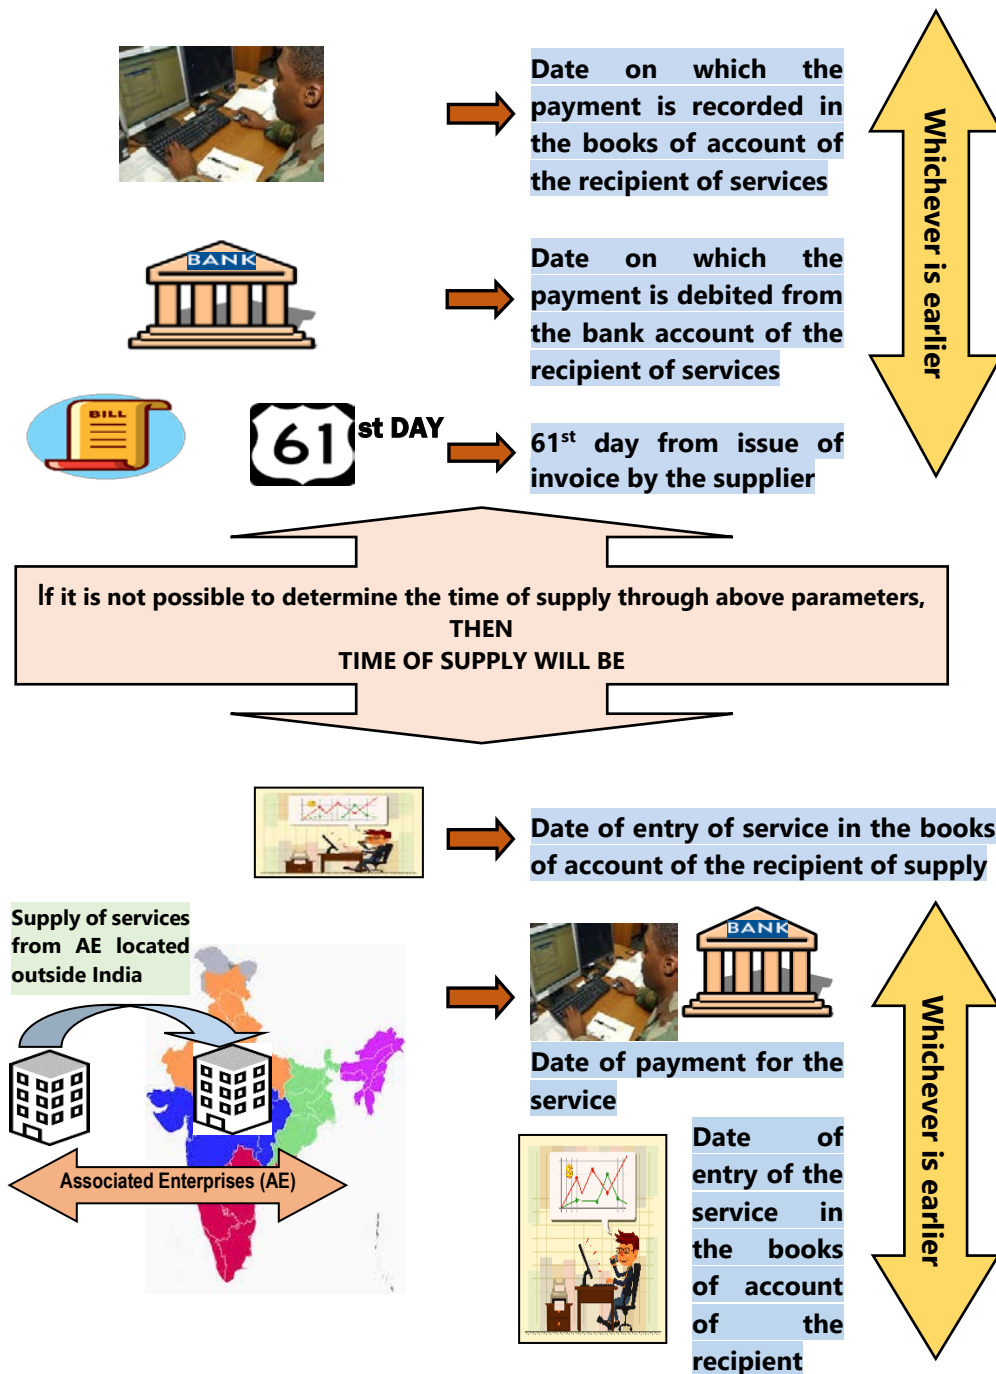 Date on which the
payment is recorded in
the books of account of
the recipient of services
Whichever is earlier
BANK
Date on which the
payment is debited from
the bank account of the
recipient of services
BILL
61
st DAY
61st day from issue of
invoice by the supplier
If it is not possible to determine the time of supply through above parameters,
THEN
TIME OF SUPPLY WILL BE
Date of entry of service in the books
of account of the recipient of supply
Supply of services
from AE located
outside India
BANK
Date of payment for the
service
Whichever is earlier
Associated Enterprises (AE)
Date of
entry of the
service in
the books
of account
of the
recipient